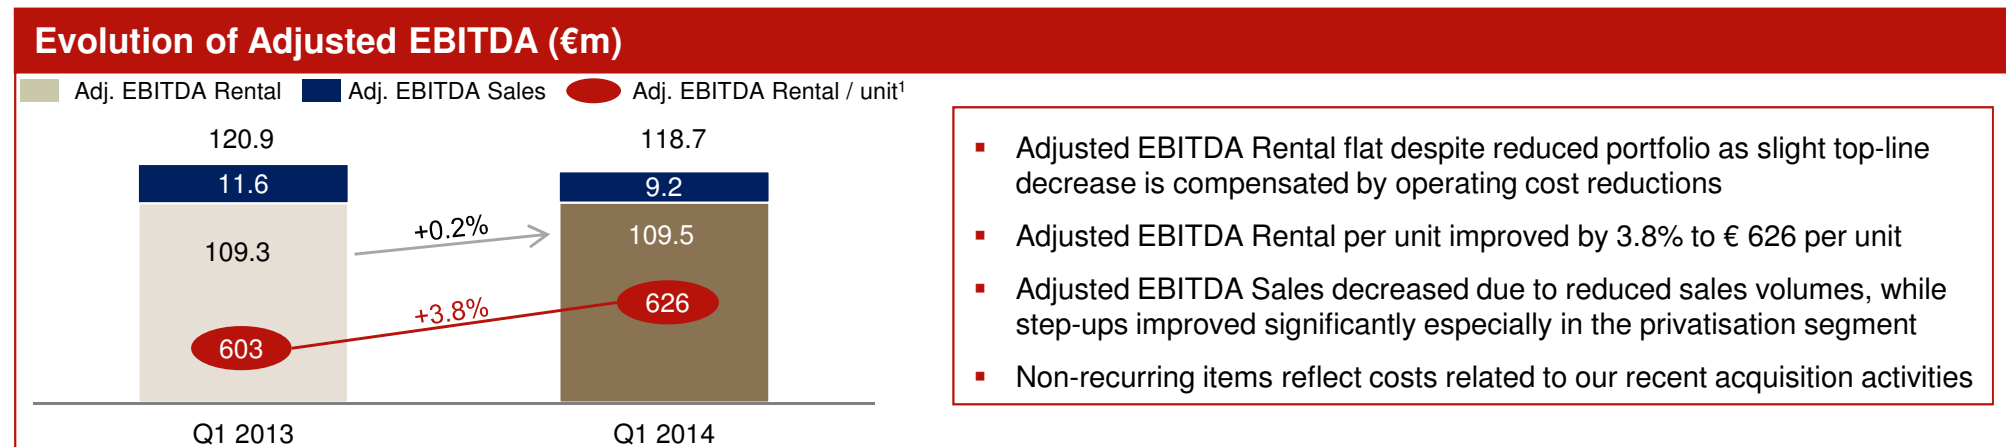 Evolution of Adjusted EBITDA (€m)
Adj. EBITDA Rental
Adj. EBITDA Sales
Adj. EBITDA Rental / unit¹
120.9
118.7
11.6
9.2
+0.2%
109.3
109.5
+3.8%
603
626
Q1 2013
Q1 2014
▪ Adjusted EBITDA Rental flat despite reduced portfolio as slight top-line
decrease is compensated by operating cost reductions
▪ Adjusted EBITDA Rental per unit improved by 3.8% to € 626 per unit
▪ Adjusted EBITDA Sales decreased due to reduced sales volumes, while
step-ups improved significantly especially in the privatisation segment
▪ Non-recurring items reflect costs related to our recent acquisition activities